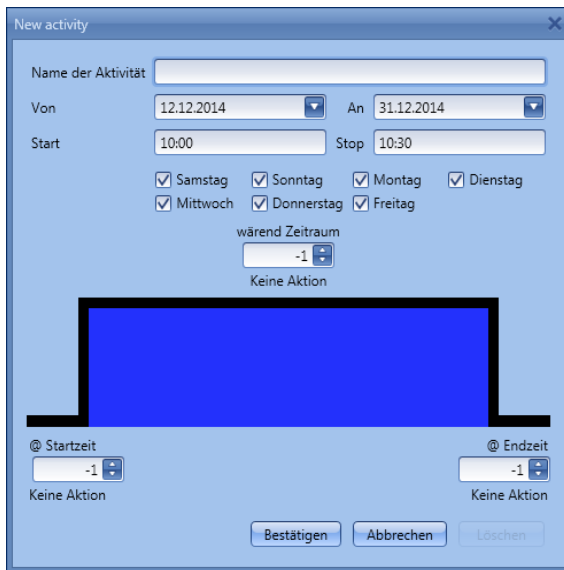 New activity
Name der Aktivität
Von 12.12.2014 An 31.12.2014
Start 10:00 Stop 10:30
Samstag Sonntag Montag Dienstag
Mittwoch Donnerstag Freitag
wärend Zeitraum
-1
Keine Aktion
@ Startzeit @ Endzeit
-1 -1
Keine Aktion Keine Aktion
Bestätigen Abbrechen Löschen